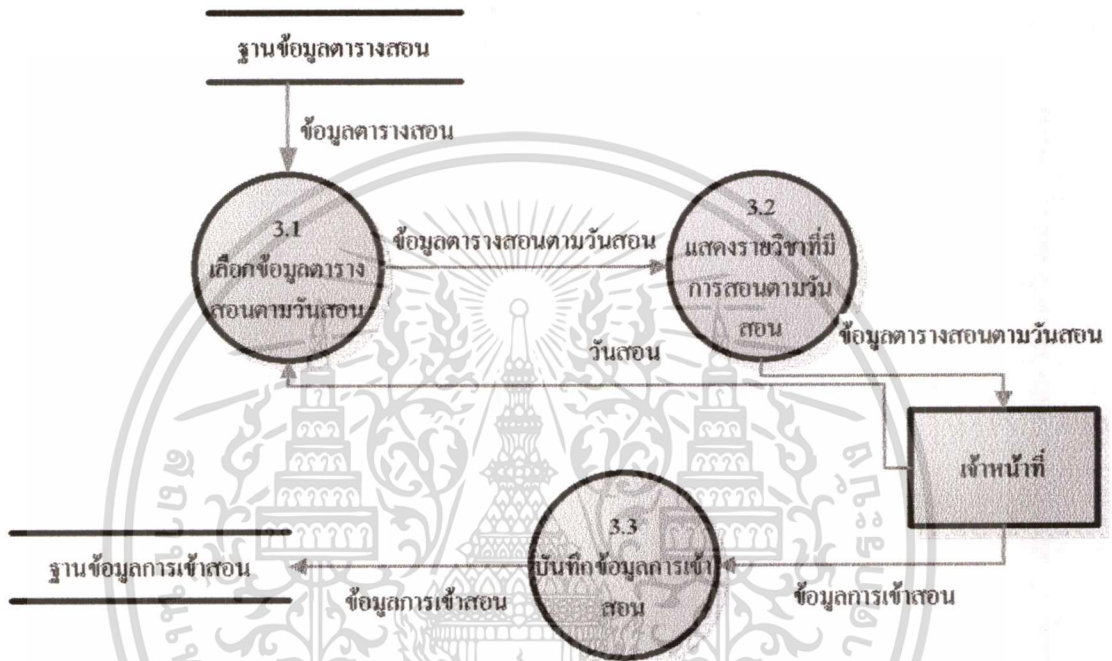 ฐานข้อมูลตารางสอน
ข้อมูลตารางสอน
3.1
เลือกข้อมูลตาราง
สอนตามวันสอน
ข้อมูลตารางสอนตามวันสอน
3.2
แสดงรายวิชาที่มี
การสอนตามวัน
สอน
ข้อมูลตารางสอนตามวันสอน
วันสอน
เจ้าหน้าที่
3.3
บันทึกข้อมูลการเข้า
สอน
ข้อมูลการเข้าสอน
ข้อมูลการเข้าสอน
ฐานข้อมูลการเข้าสอน